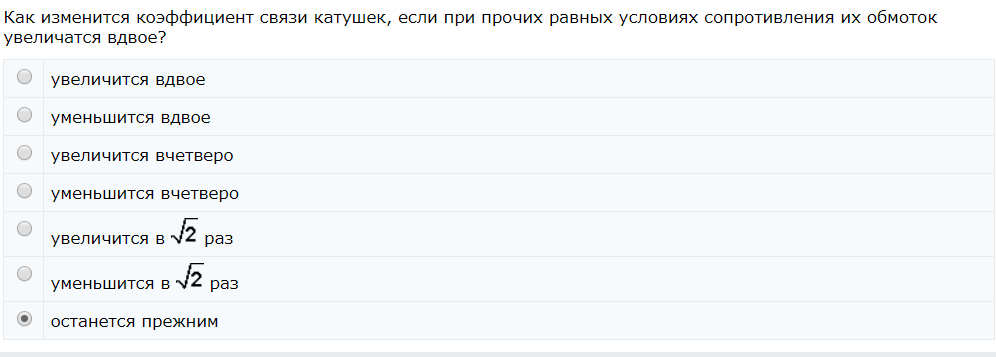 Как изменится коэффициент связи катушек, если при прочих равных условиях сопротивления их обмоток
увеличатся вдвое?
увеличится вдвое
уменьшится вдвое
увеличится вчетверо
уменьшится вчетверо
увеличится в √2 раз
уменьшится в √2 раз
останется прежним